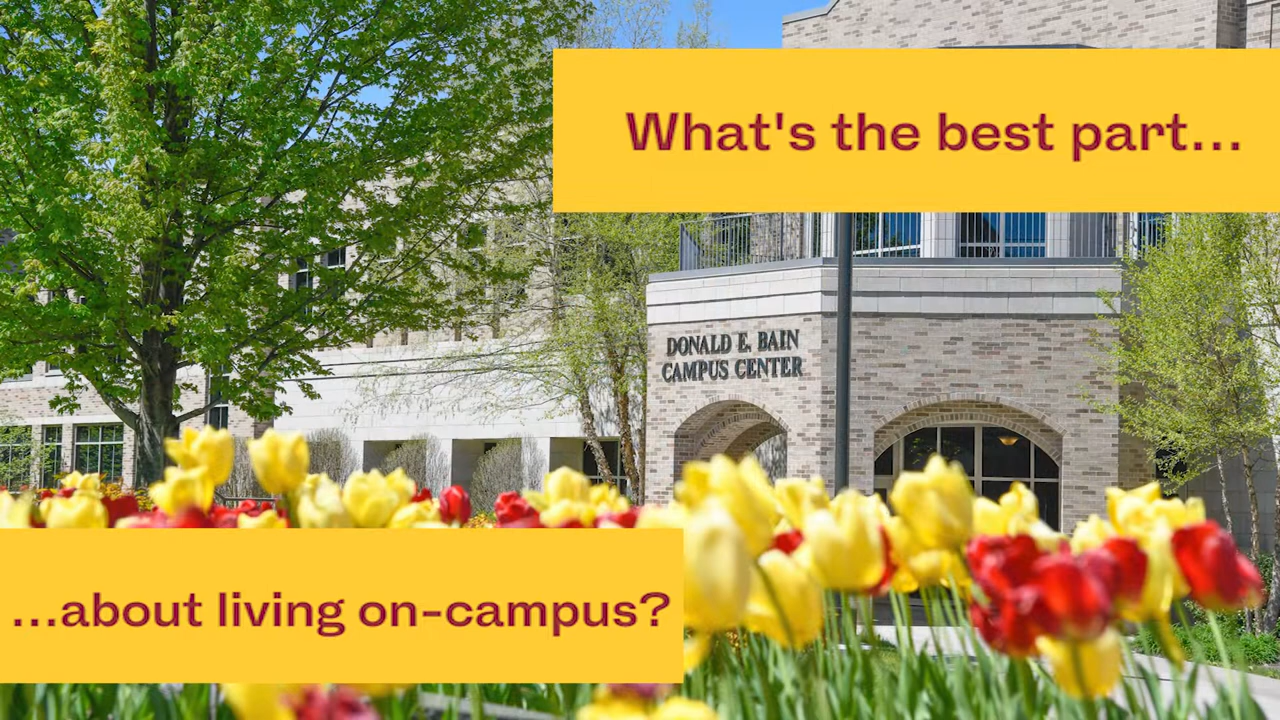 What's the best part...
DONALD E. BAIN
CAMPUS CENTER
...about living on-campus?